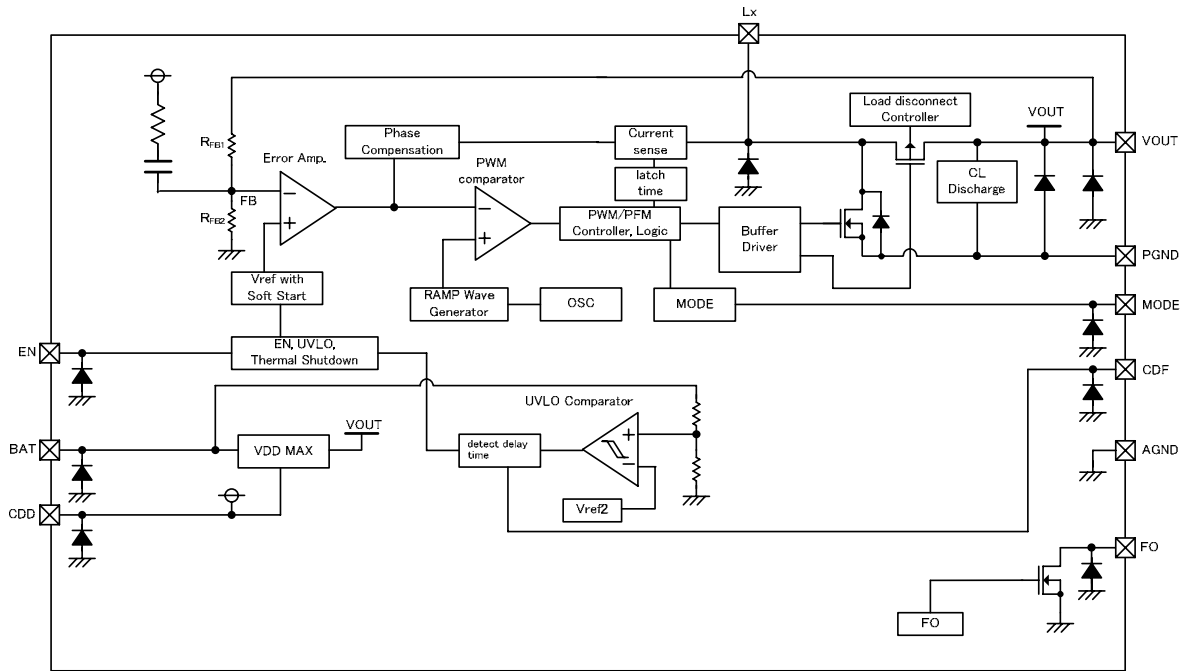 Lx
Load disconnect
Controller
VOUT
VOUT
RFB1
Phase
Compensation
Current
sense
Error Amp.
PWM
comparator
latch
time
CL
Discharge
FB
RFB2
PWM/PFM
Controller, Logic
Buffer
Driver
PGND
Vref with
Soft Start
RAMP Wave
Generator
OSC
MODE
MODE
EN
EN, UVLO,
Thermal Shutdown
CDF
UVLO Comparator
VOUT
BAT
VDD MAX
detect delay
time
AGND
CDD
Vref2
FO
FO